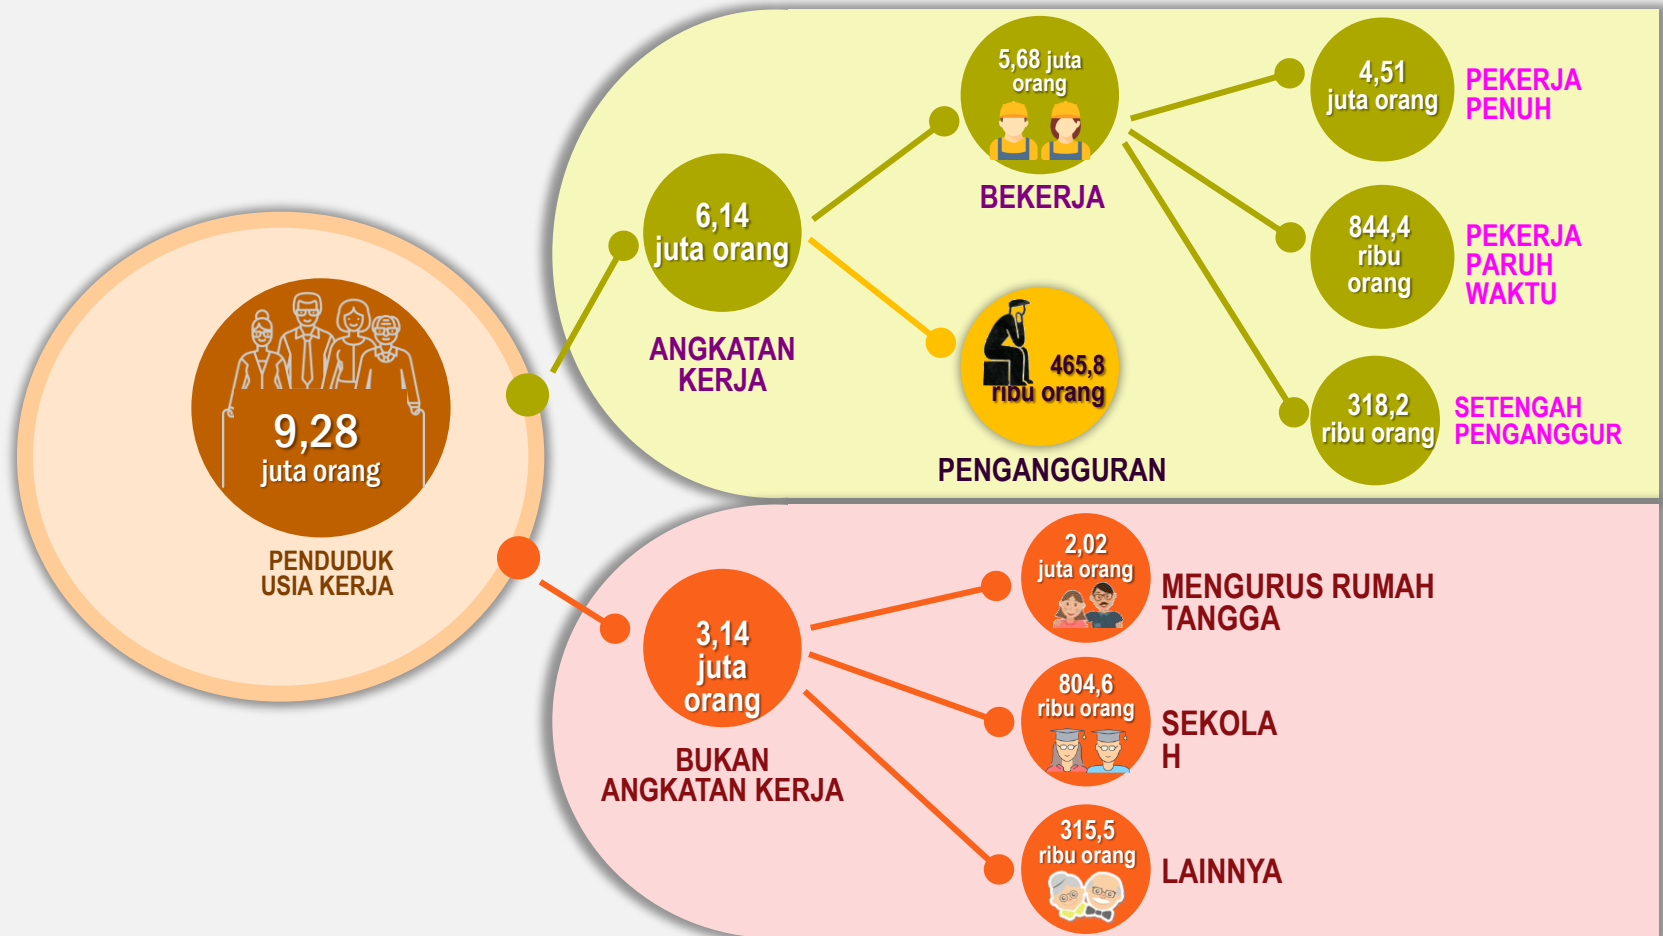 9,28
juta orang
PENDUDUK
USIA KERJA
6,14
juta orang
ANGKATAN
KERJA
5,68 juta
orang
BEKERJA
465,8
ribu orang
PENGANGGURAN
4,51
juta orang
PEKERJA
PENUH
844,4
ribu
orang
PEKERJA
PARUH
WAKTU
318,2
ribu orang
SETENGAH
PENGANGGUR
3,14
juta
orang
BUKAN
ANGKATAN KERJA
2,02
juta orang
MENGURUS RUMAH
TANGGA
804,6
ribu orang
SEKOLA
H
315,5
ribu orang
LAINNYA